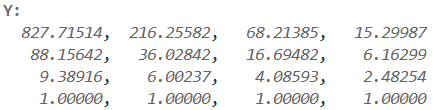 Y:
827.71514, 216.25582, 68.21385, 15.29987
88.15642, 36.02842, 16.69482, 6.16299
9.38916, 6.00237, 4.08593, 2.48254
1.00000, 1.00000, 1.00000, 1.00000